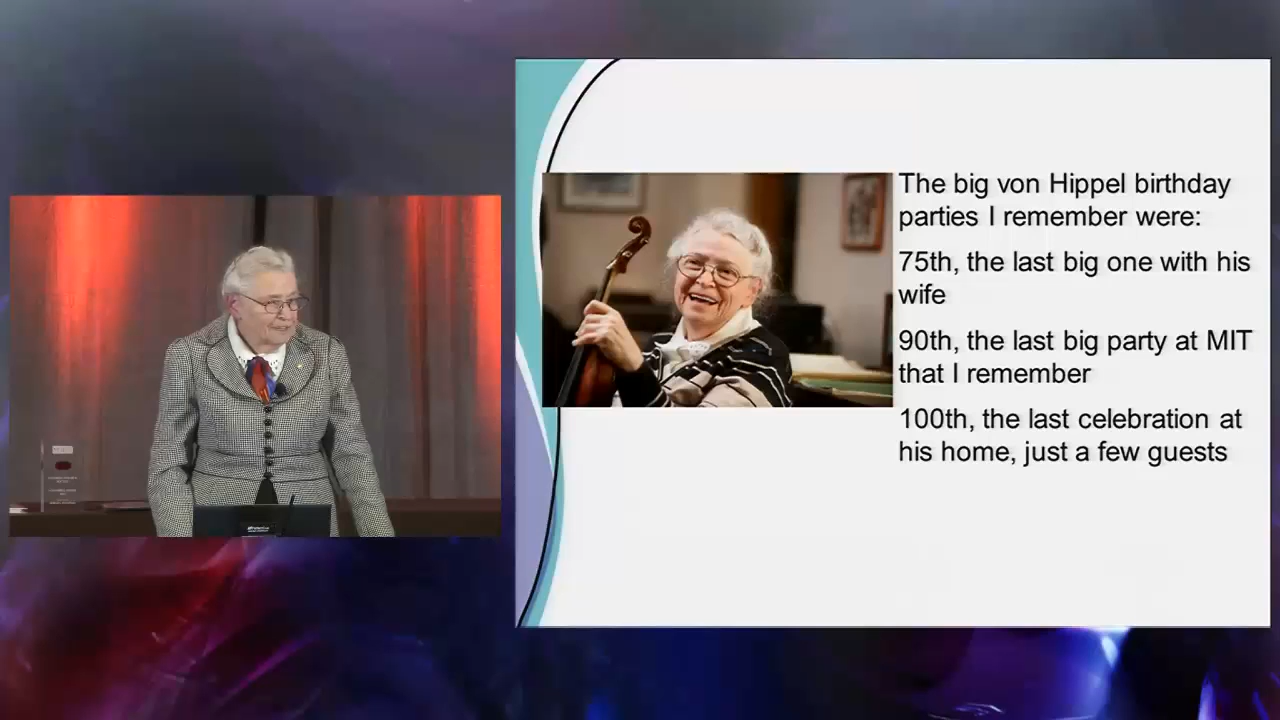 The big von Hippel birthday
parties I remember were:
75th, the last big one with his
wife
90th, the last big party at MIT
that I remember
100th, the last celebration at
his home, just a few guests